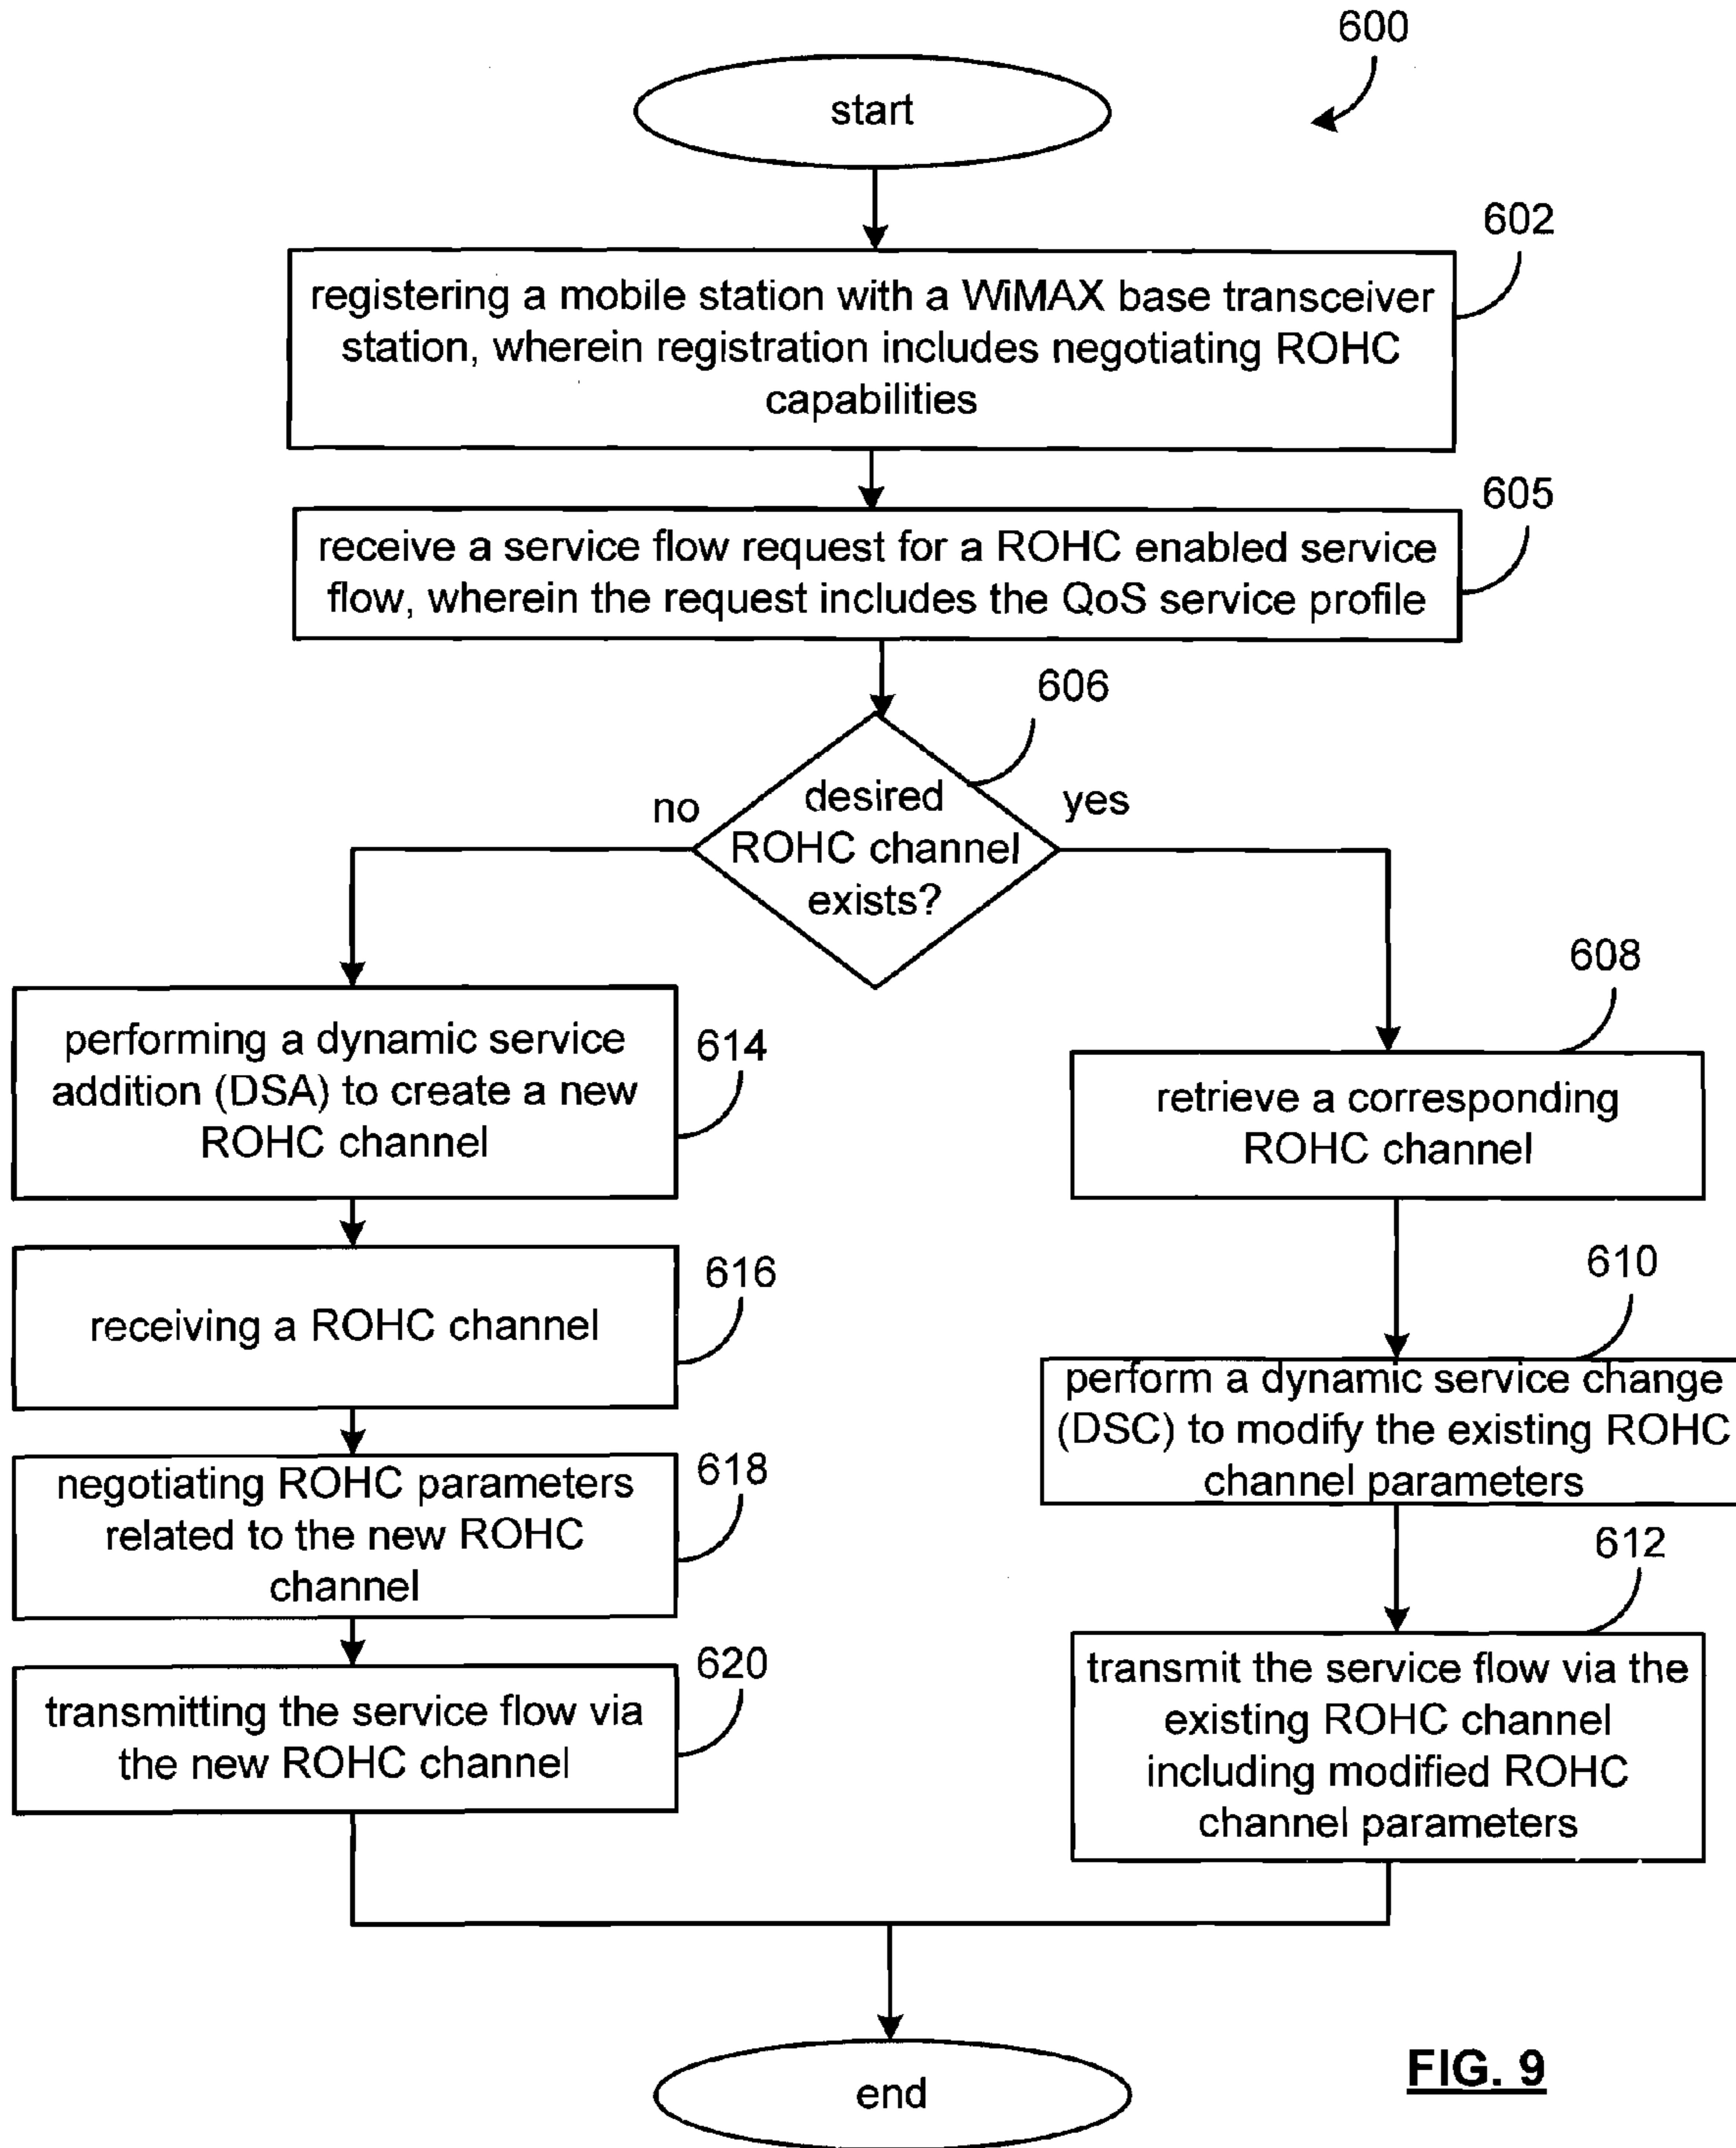 600
start
602
registering a mobile station with a WiMAX base transceiver
station, wherein registration includes negotiating ROHC
capabilities
605
receive a service flow request for a ROHC enabled service
flow, wherein the request includes the QoS service profile
606
desired
ROHC channel
exists?
no
yes
614
performing a dynamic service
addition (DSA) to create a new
ROHC channel
616
receiving a ROHC channel
618
negotiating ROHC parameters
related to the new ROHC
channel
620
transmitting the service flow via
the new ROHC channel
608
retrieve a corresponding
ROHC channel
610
perform a dynamic service change
(DSC) to modify the existing ROHC
channel parameters
612
transmit the service flow via the
existing ROHC channel
including modified ROHC
channel parameters
end
FIG. 9